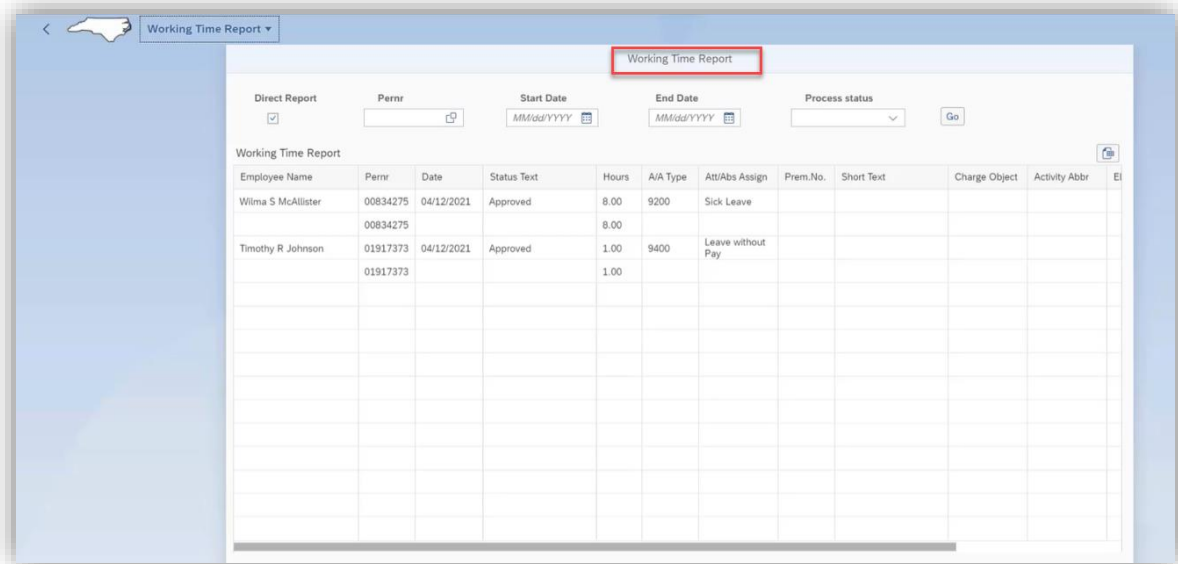 Working Time Report
Working Time Report
Direct Report Pernr Start Date End Date Process status
MM/dd/YYYY MM/dd/YYYY Go
Working Time Report
Employee Name Pernr Date Status Text Hours A/A Type Att/Abs Assign Prem.No. Short Text Charge Object Activity Abbr El
Wilma S McAllister 00834275 04/12/2021 Approved 8.00 9200 Sick Leave
00834275 8.00
Timothy R Johnson 01917373 04/12/2021 Approved 1.00 9400 Leave without
Pay
01917373 1.00